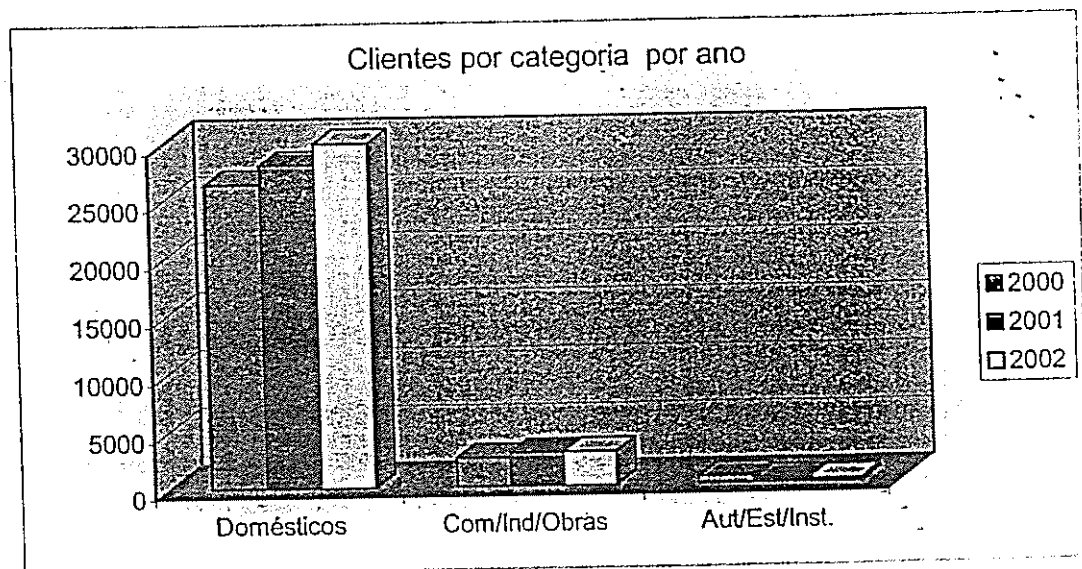 Clientes por categoria por ano
30000
25000
20000
15000
10000
5000
0
Domésticos
Com/Ind/Obras
Aut/Est/Inst.
2000
2001
2002